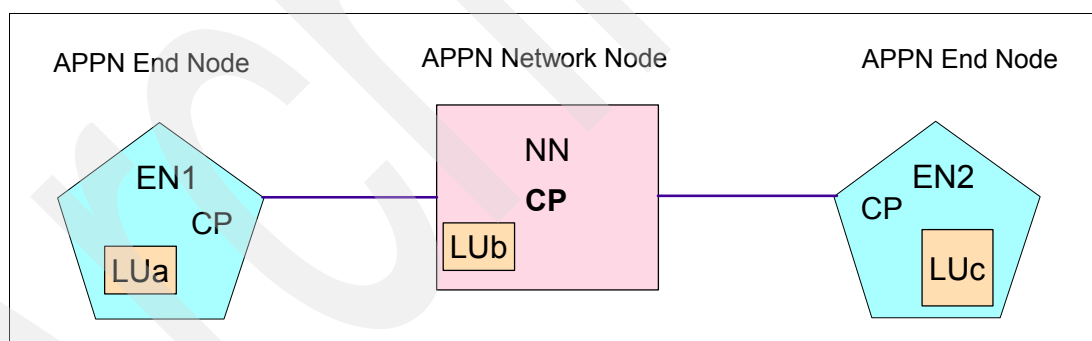 APPN End Node
APPN Network Node
APPN End Node
EN1
CP
LUa
NN
CP
LUb
EN2
CP
LUc